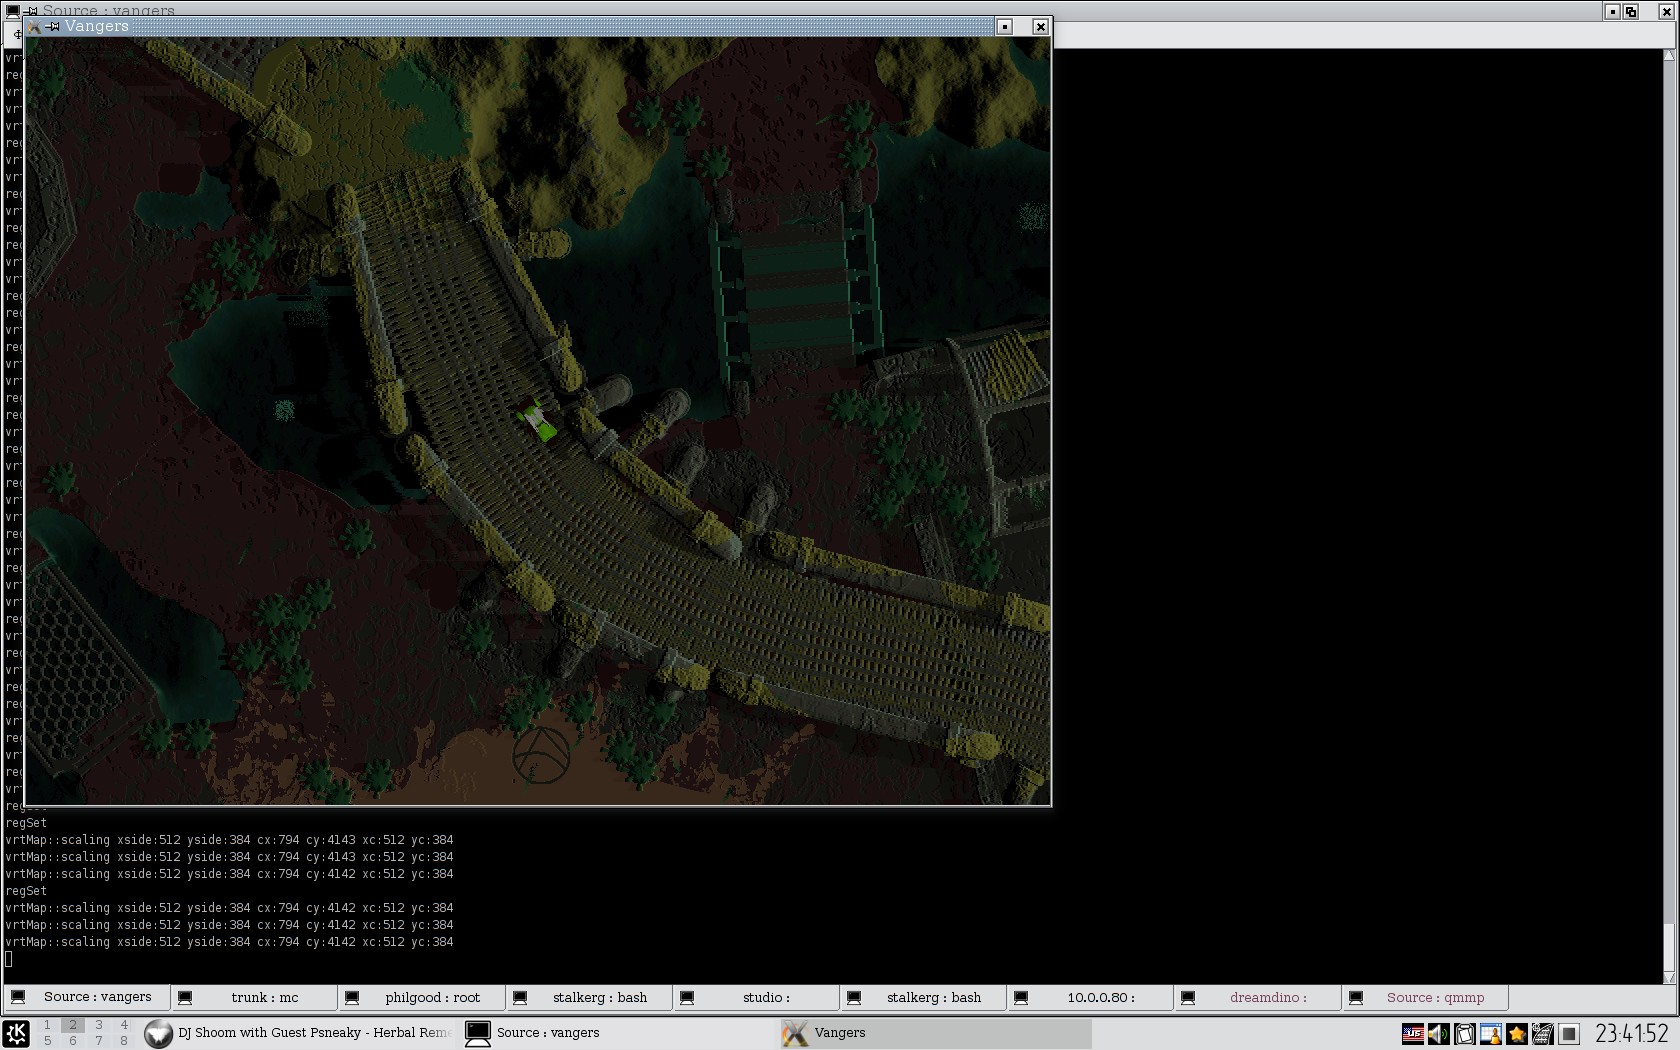 Source : vangers
Vangers
regSet
vrtMap::scaling xside:512 yside:384 cx:794 cy:4143 xc:512 yc:384
vrtMap::scaling xside:512 yside:384 cx:794 cy:4143 xc:512 yc:384
vrtMap::scaling xside:512 yside:384 cx:794 cy:4142 xc:512 yc:384
regSet
vrtMap::scaling xside:512 yside:384 cx:794 cy:4142 xc:512 yc:384
vrtMap::scaling xside:512 yside:384 cx:794 cy:4142 xc:512 yc:384
vrtMap::scaling xside:512 yside:384 cx:794 cy:4142 xc:512 yc:384
Source : vangers trunk : mc philgood : root stalkerg : bash studio : stalkerg : bash 10.0.0.80 : dreamdino : Source : qmmp
1 2 3 4
5 6 7 8
DJ Shoom with Guest Psneaky - Herbal Reme Source : vangers Vangers 23:41:52